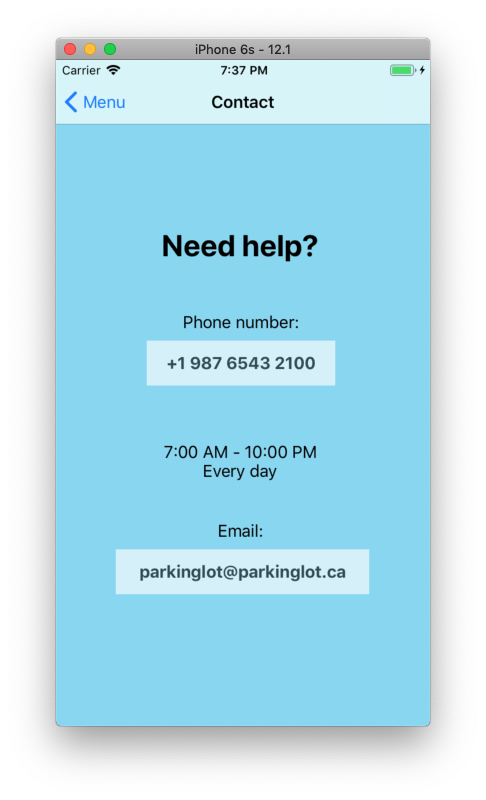 iPhone 6s - 12.1
Carrier 7:37 PM
Menu Contact
Need help?
Phone number:
+1 987 6543 2100
7:00 AM - 10:00 PM
Every day
Email:
parkinglot@parkinglot.ca